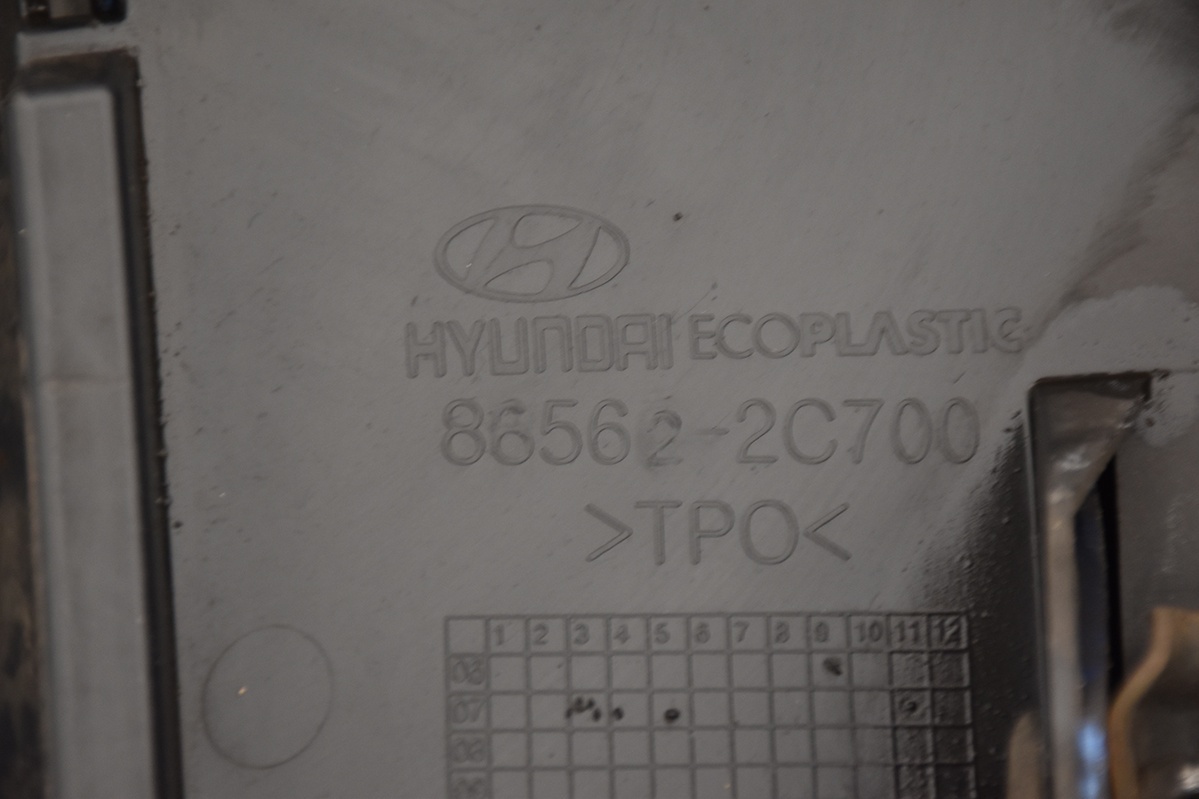 HYUNDAI ECOPLASTIC
86562-2C700
>TPO<
1 2 3 4 5 6 7 8 9 10 11 12